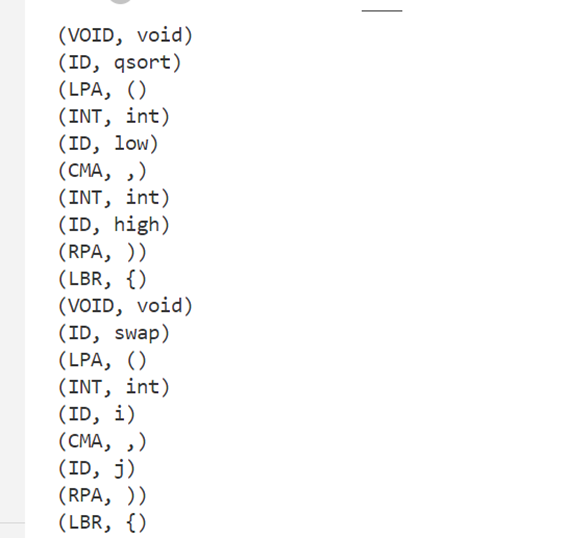 (VOID, void)
(ID, qsort)
(LPA, ()
(INT, int)
(ID, low)
(CMA, ,)
(INT, int)
(ID, high)
(RPA, ))
(LBR, {)
(VOID, void)
(ID, swap)
(LPA, ()
(INT, int)
(ID, i)
(CMA, ,)
(ID, j)
(RPA, ))
(LBR, {)